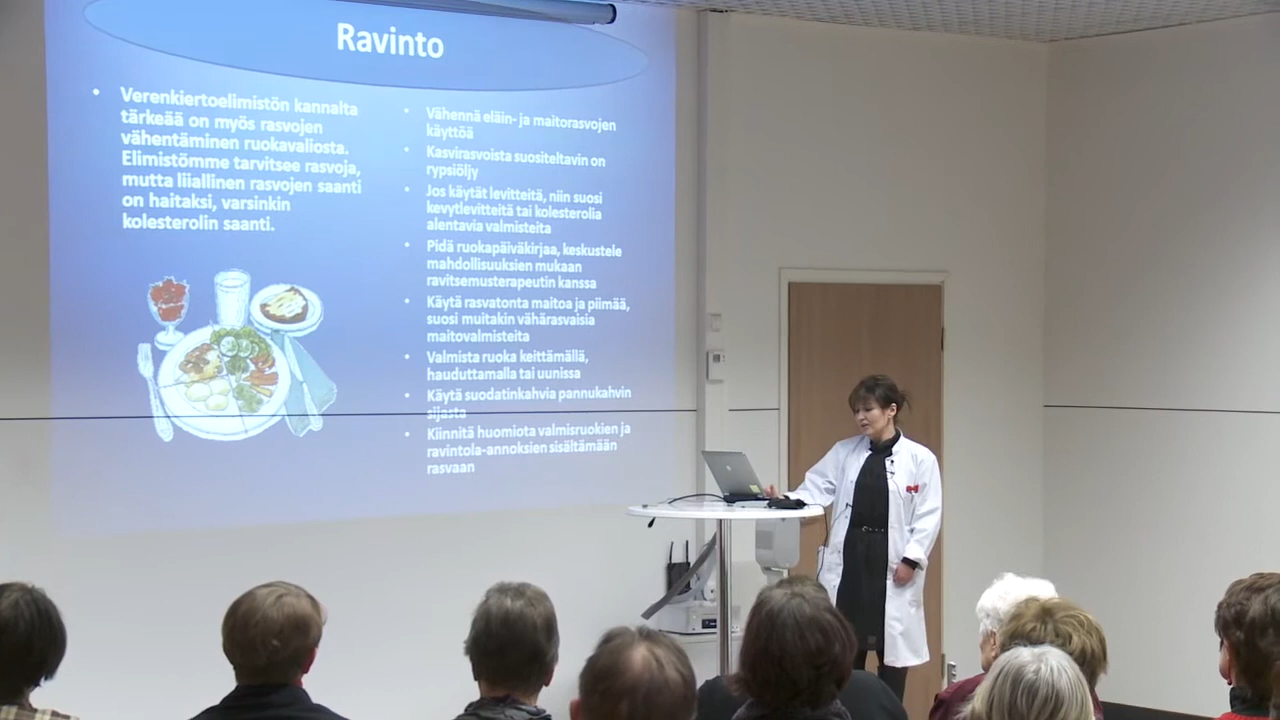 Ravinto
• Verenkiertoelimistön kannalta
tärkeää on myös rasvojen
vähentäminen ruokavaliosta.
Elimistömme tarvitsee rasvoja,
mutta liiallinen rasvojen saanti
on haitaksi, varsinkin
kolesterolin saanti.
• Vähennä eläin- ja maitorasvojen
käyttöä
• Kasvirasvoista suositeltavin on
rypsiöljy
• Jos käytät levitteitä, niin suosi
kevytlevitteitä tai kolesterolia
alentavia valmisteita
• Pidä ruokapäiväkirjaa, keskustele
mahdollisuuksien mukaan
ravitsemusterapeutin kanssa
• Käytä rasvatonta maitoa ja piimää,
suosi muitakin vähärasvaisia
maitovalmisteita
• Valmista ruoka keittämällä,
hauduttamalla tai uunissa
• Käytä suodatinkahvia pannukahvin
sijasta
• Kiinnitä huomiota valmisruokien ja
ravintola-annoksien sisältämään
rasvaan